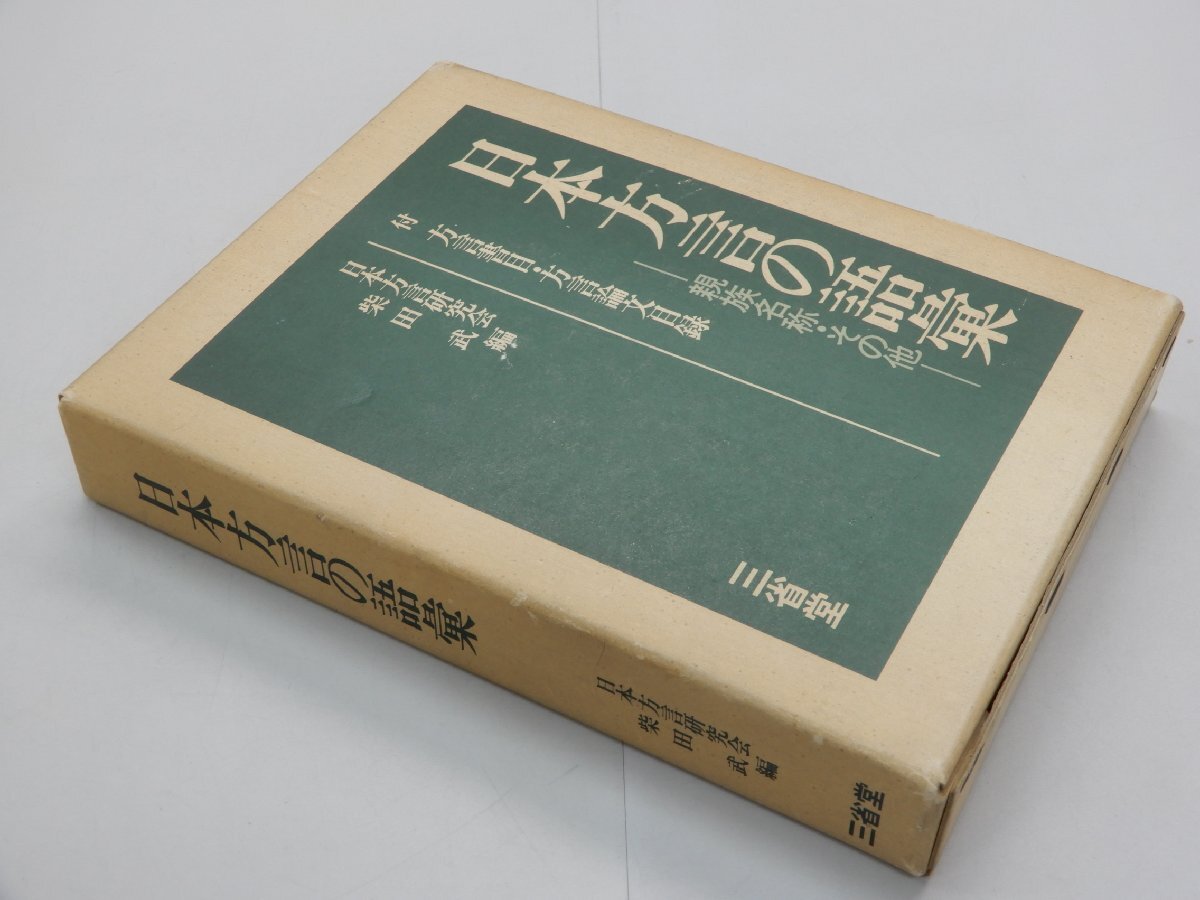 日本方言の語彙
――親族名称・その他――
付 方言書目・方言論文目録
日本方言研究会
柴田 武 編
三省堂
日本方言の語彙
日本方言研究会
柴田 武 編
三省堂